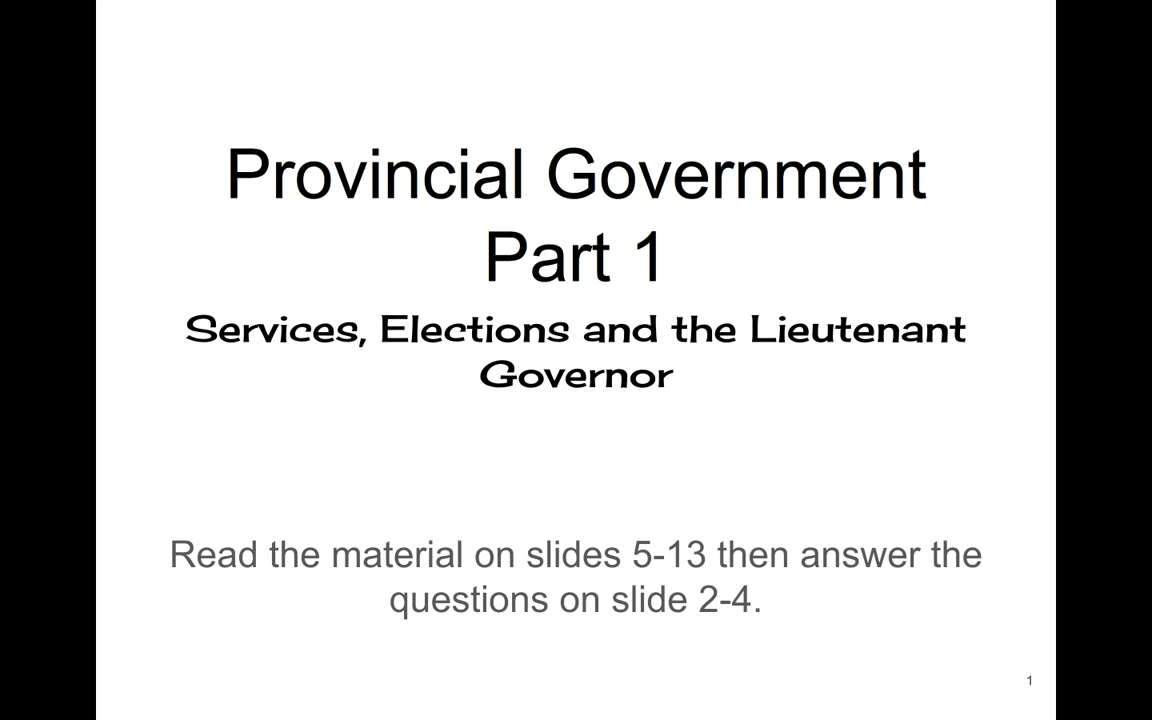 Provincial Government
Part 1
Services, Elections and the Lieutenant
Governor
Read the material on slides 5-13 then answer the
questions on slide 2-4.
1